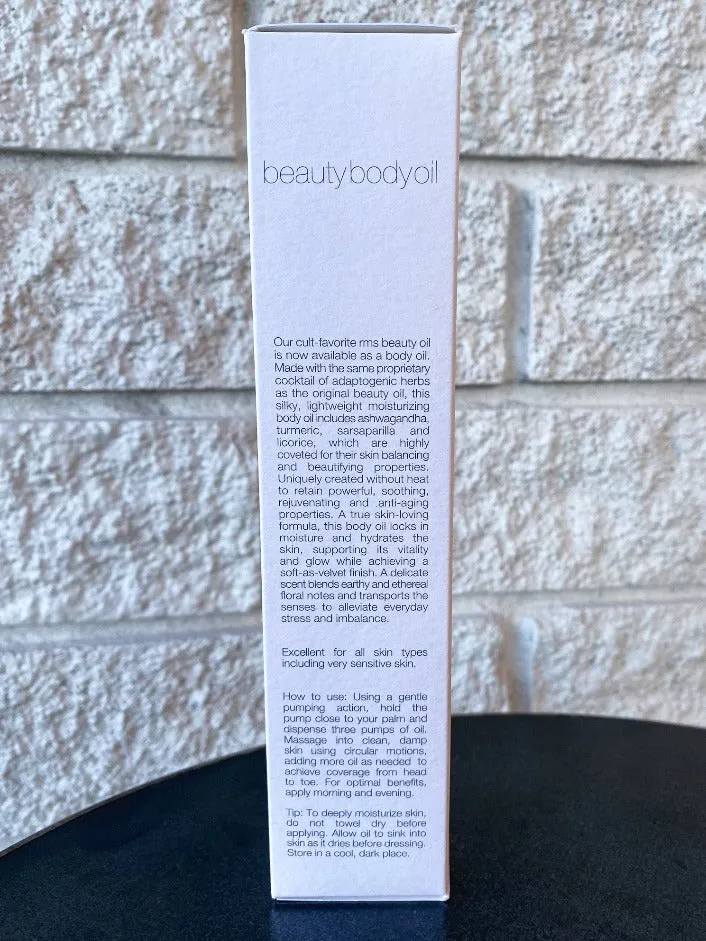 beautybodyoil
Our cult-favorite rms beauty oil
is now available as a body oil.
Made with the same proprietary
cocktail of adaptogenic herbs
as the original beauty oil, this
silky, lightweight moisturizing
body oil includes ashwagandha,
turmeric, sarsaparilla and
licorice, which are highly
coveted for their skin balancing
and beautifying properties.
Uniquely created without heat
to retain powerful, soothing,
rejuvenating and anti-aging
properties. A true skin-loving
formula, this body oil locks in
moisture and hydrates the
skin, supporting its vitality
and glow while achieving a
soft-as-velvet finish. A delicate
scent blends earthy and ethereal
floral notes and transports the
senses to alleviate everyday
stress and imbalance.
Excellent for all skin types
including very sensitive skin.
How to use: Using a gentle
pumping action, hold the
pump close to your palm and
dispense three pumps of oil.
Massage into clean, damp
skin using circular motions,
adding more oil as needed to
achieve coverage from head
to toe. For optimal benefits,
apply morning and evening.
Tip: To deeply moisturize skin,
do not towel dry before
applying. Allow oil to sink into
skin as it dries before dressing.
Store in a cool, dark place.